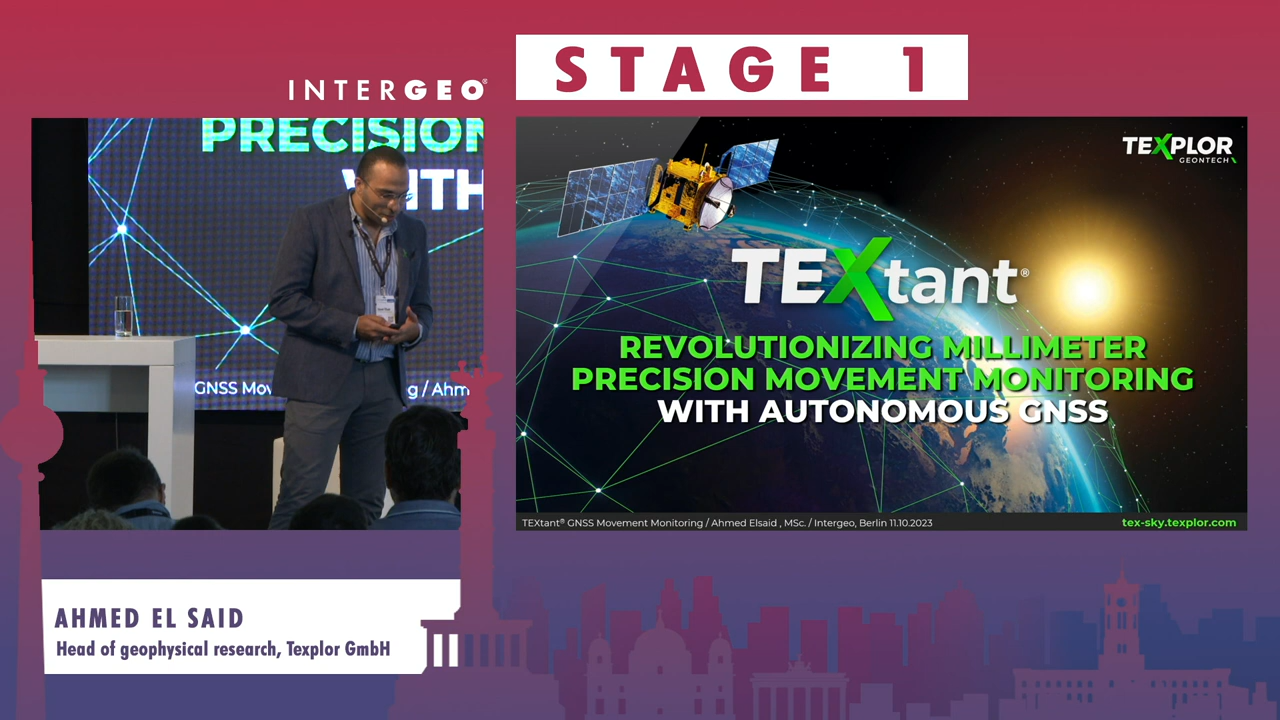 INTERGEO®
STAGE 1
PRECISION
WITH
GNSS Mov
g / Ahm
TEXPLOR
GEONTECH
TEXtant®
REVOLUTIONIZING MILLIMETER
PRECISION MOVEMENT MONITORING
WITH AUTONOMOUS GNSS
TEXtant® GNSS Movement Monitoring / Ahmed Elsaid , MSc. / Intergeo, Berlin 11.10.2023
tex-sky.texplor.com
AHMED EL SAID
Head of geophysical research, Texplor GmbH